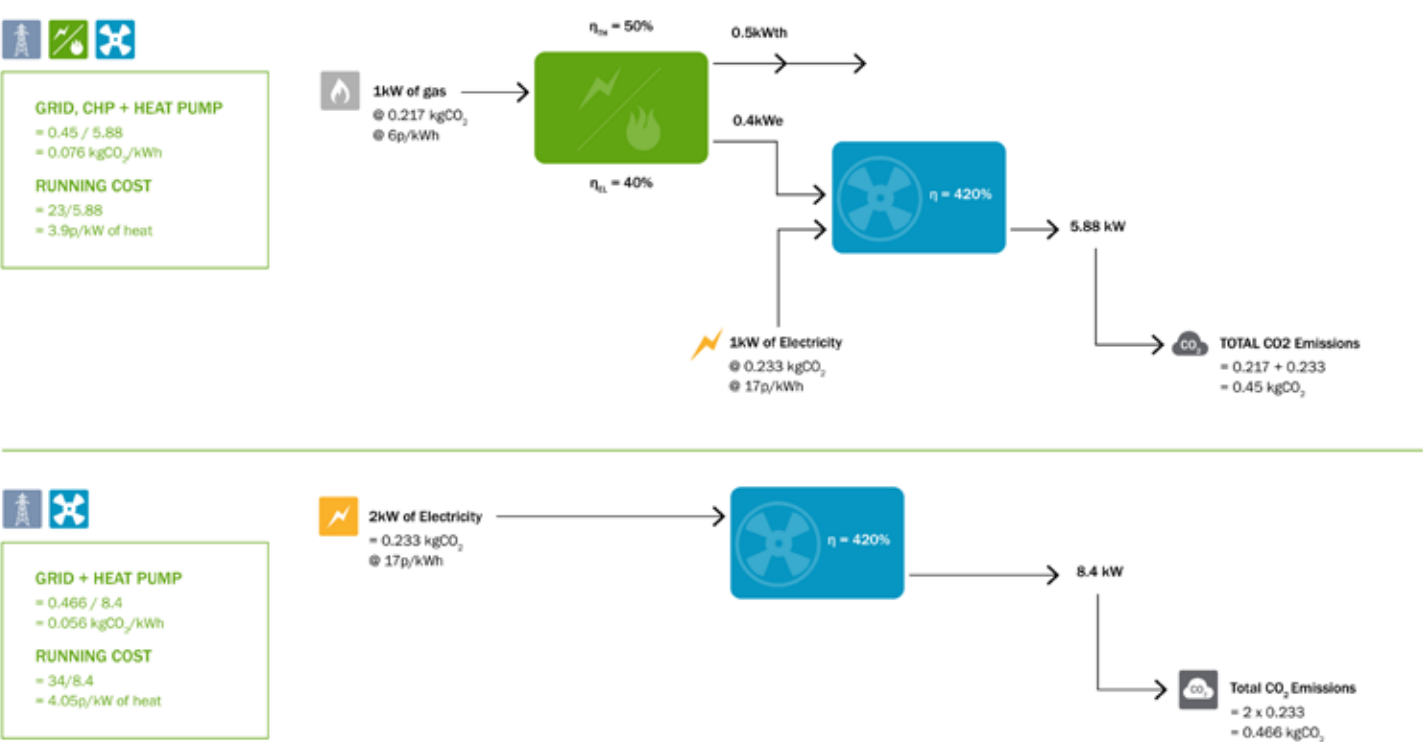 GRID, CHP + HEAT PUMP
= 0.45 / 5.88
= 0.076 kgCO₂/kWh
RUNNING COST
= 23/5.88
= 3.9p/kW of heat
1kW of gas
@ 0.217 kgCO₂
@ 6p/kWh
ηTH = 50%
ηEL = 40%
0.5kWth
0.4kWe
η = 420%
5.88 kW
1kW of Electricity
@ 0.233 kgCO₂
@ 17p/kWh
CO₂
TOTAL CO2 Emissions
= 0.217 + 0.233
= 0.45 kgCO₂
GRID + HEAT PUMP
= 0.466 / 8.4
= 0.056 kgCO₂/kWh
RUNNING COST
= 34/8.4
= 4.05p/kW of heat
2kW of Electricity
= 0.233 kgCO₂
@ 17p/kWh
η = 420%
8.4 kW
CO₂
Total CO₂ Emissions
= 2 x 0.233
= 0.466 kgCO₂